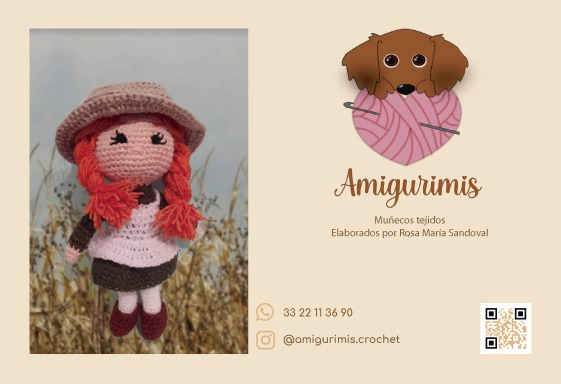 Amigurimis
Muñecos tejidos
Elaborados por Rosa María Sandoval
33 22 11 36 90
@amigurimis.crochet